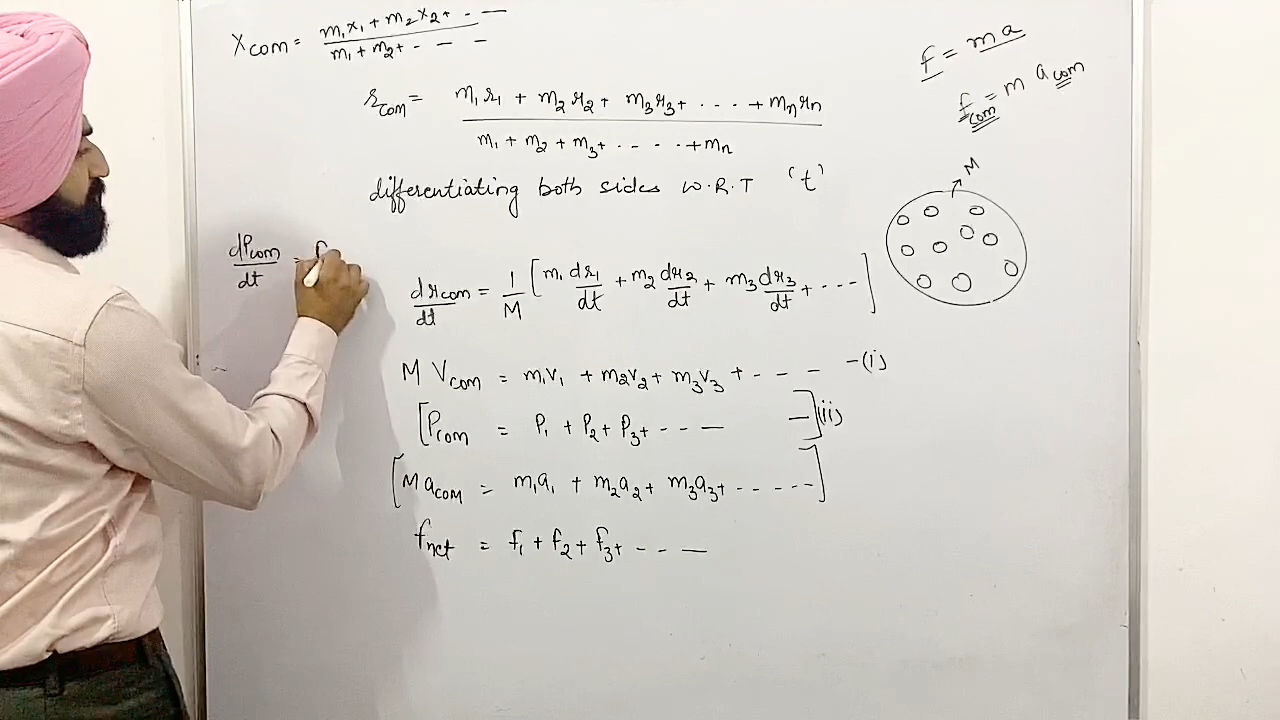 Xcom = m₁x₁ + m₂x₂ + - — / m₁ + m₂ + - - -
f = ma
fcom = m acom
rcom = m₁r₁ + m₂r₂ + m₃r₃ + . . . . + mₙrₙ / m₁ + m₂ + m₃ + . . . . + mₙ
M
differentiating both sides W.R.T 't'
dPcom/dt = f
drcom/dt = 1/M [m₁ dr₁/dt + m₂ dr₂/dt + m₃ dr₃/dt + - - - ]
M Vcom = m₁v₁ + m₂v₂ + m₃v₃ + - - - -(i)
[Pcom = P₁ + P₂ + P₃ + - - — —](ii)
[M acom = m₁a₁ + m₂a₂ + m₃a₃ + - - - - - -]
fnet = f₁ + f₂ + f₃ + - - —